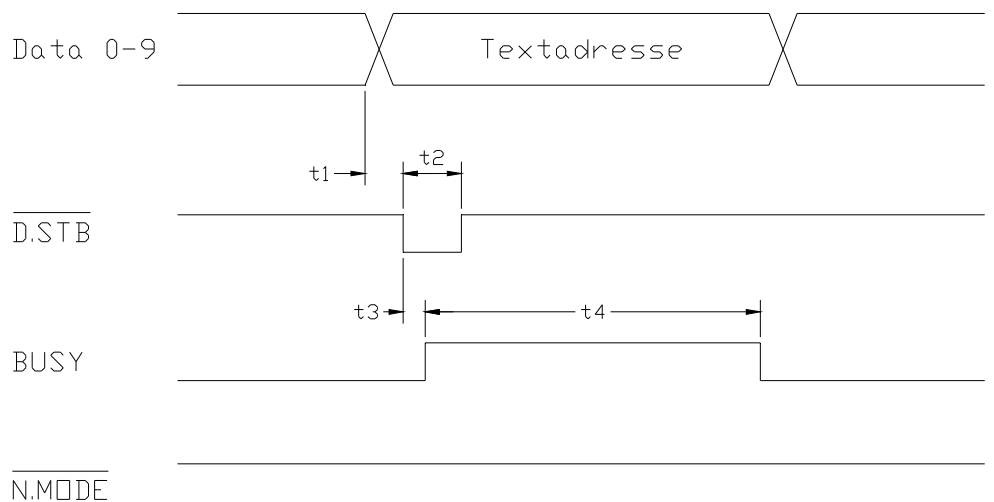 Data 0-9
Textadresse
t1
t2
D.STB
t3
t4
BUSY
N.MODE